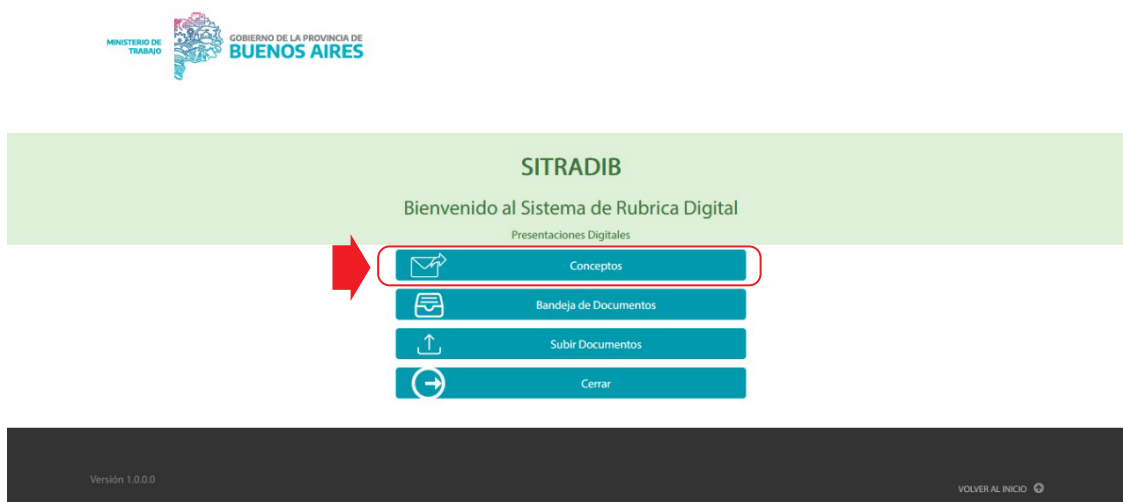 MINISTERIO DE
TRABAJO
GOBIERNO DE LA PROVINCIA DE
BUENOS AIRES
SITRADIB
Bienvenido al Sistema de Rubrica Digital
Presentaciones Digitales
Conceptos
Bandeja de Documentos
Subir Documentos
Cerrar
Versión 1.0.0.0
VOLVER AL INICIO